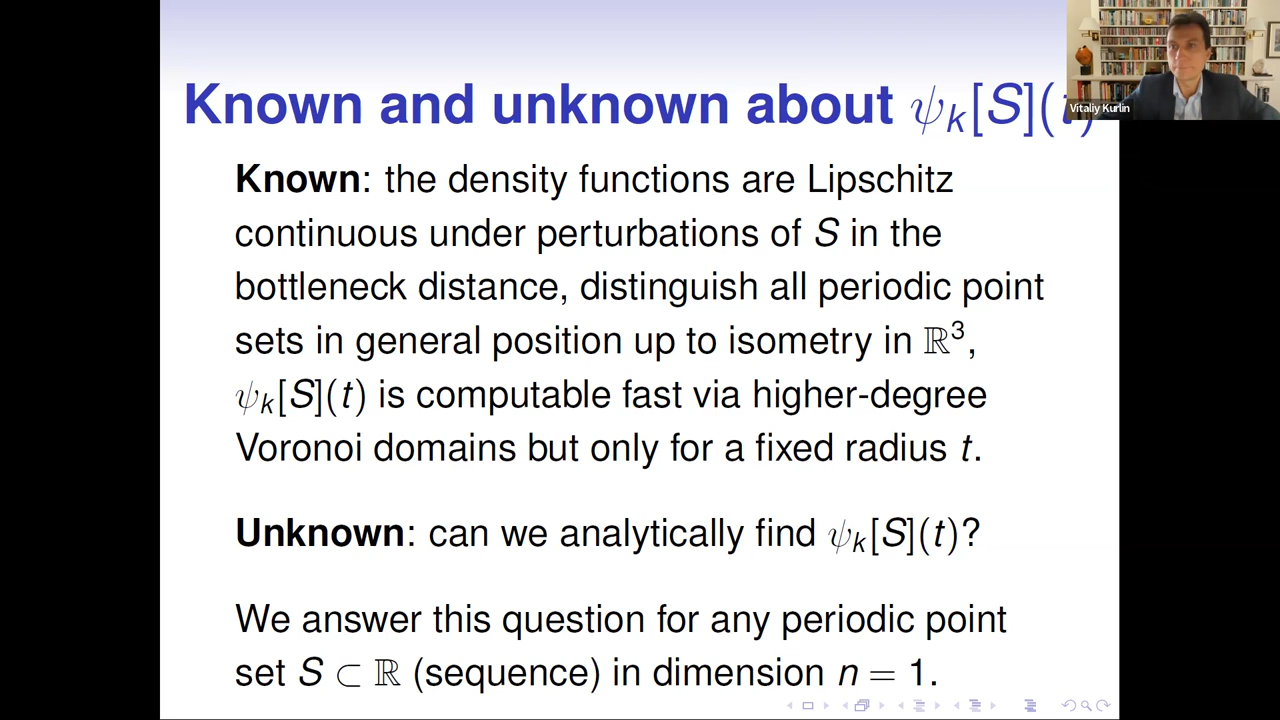 Known and unknown about ψₖ[S](t)
Vitaliy Kurlin
Known: the density functions are Lipschitz
continuous under perturbations of S in the
bottleneck distance, distinguish all periodic point
sets in general position up to isometry in ℝ³,
ψₖ[S](t) is computable fast via higher-degree
Voronoi domains but only for a fixed radius t.
Unknown: can we analytically find ψₖ[S](t)?
We answer this question for any periodic point
set S ⊂ ℝ (sequence) in dimension n = 1.